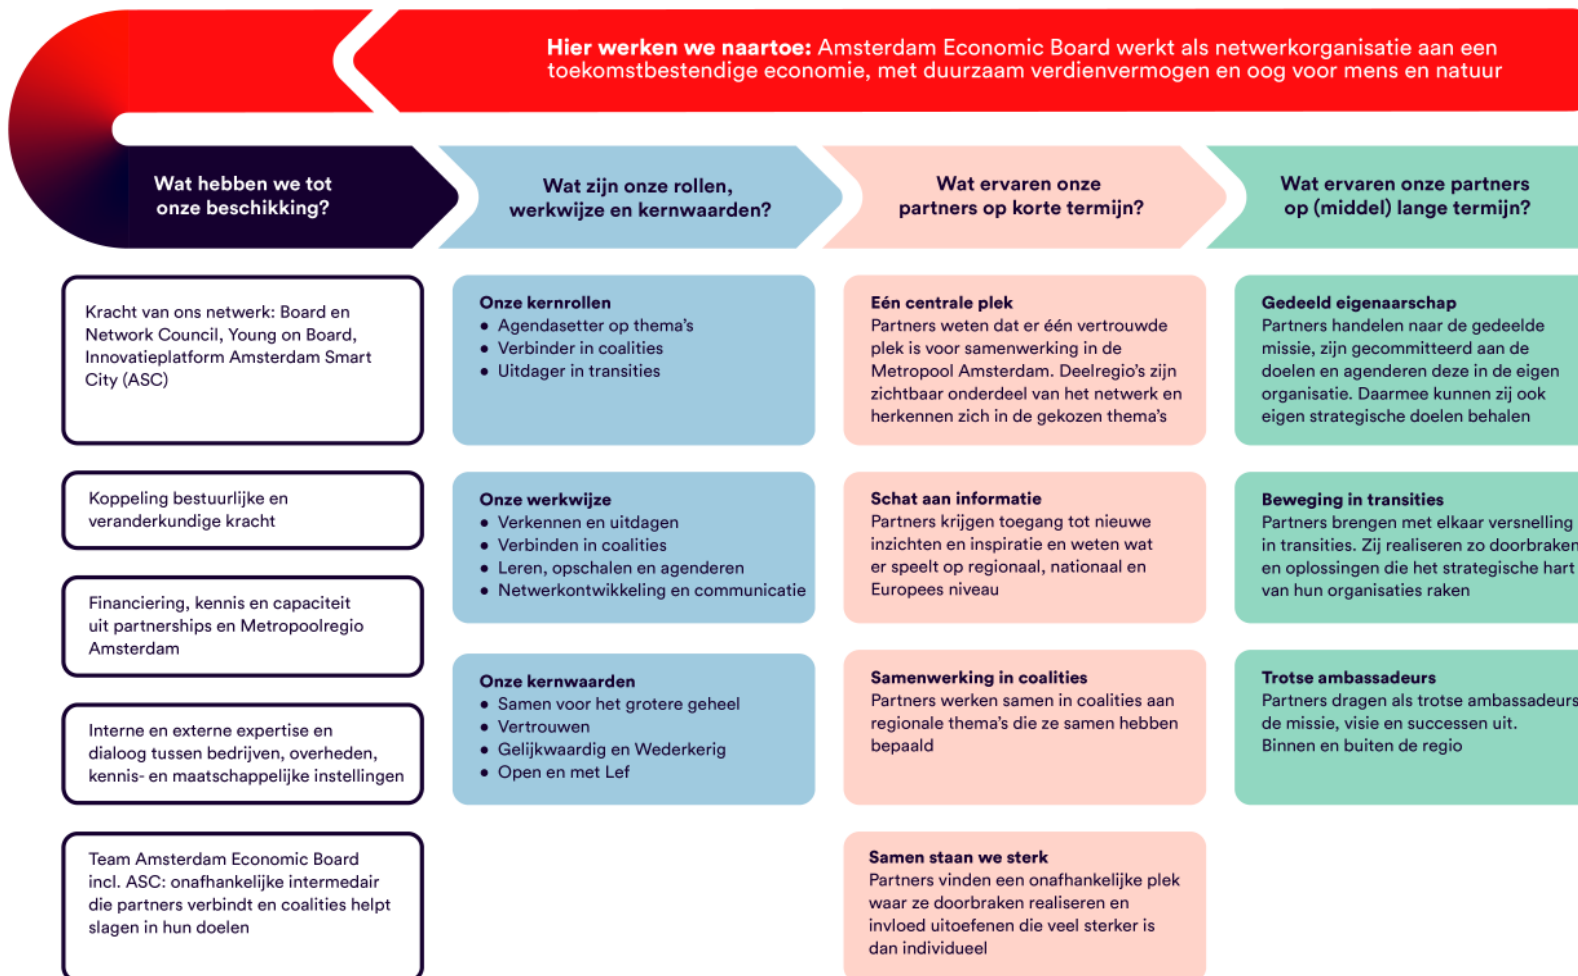 Hier werken we naartoe: Amsterdam Economic Board werkt als netwerkorganisatie aan een
toekomstbestendige economie, met duurzaam verdienvermogen en oog voor mens en natuur
Wat hebben we tot
onze beschikking?
Kracht van ons netwerk: Board en
Network Council, Young on Board,
Innovatieplatform Amsterdam Smart
City (ASC)
Koppeling bestuurlijke en
veranderkundige kracht
Financiering, kennis en capaciteit
uit partnerships en Metropoolregio
Amsterdam
Interne en externe expertise en
dialoog tussen bedrijven, overheden,
kennis- en maatschappelijke instellingen
Team Amsterdam Economic Board
incl. ASC: onafhankelijke intermedair
die partners verbindt en coalities helpt
slagen in hun doelen
Wat zijn onze rollen,
werkwijze en kernwaarden?
Onze kernrollen
• Agendasetter op thema's
• Verbinder in coalities
• Uitdager in transities
Onze werkwijze
• Verkennen en uitdagen
• Verbinden in coalities
• Leren, opschalen en agenderen
• Netwerkontwikkeling en communicatie
Onze kernwaarden
• Samen voor het grotere geheel
• Vertrouwen
• Gelijkwaardig en Wederkerig
• Open en met Lef
Wat ervaren onze
partners op korte termijn?
Eén centrale plek
Partners weten dat er één vertrouwde
plek is voor samenwerking in de
Metropool Amsterdam. Deelregio's zijn
zichtbaar onderdeel van het netwerk en
herkennen zich in de gekozen thema's
Schat aan informatie
Partners krijgen toegang tot nieuwe
inzichten en inspiratie en weten wat
er speelt op regionaal, nationaal en
Europees niveau
Samenwerking in coalities
Partners werken samen in coalities aan
regionale thema's die ze samen hebben
bepaald
Samen staan we sterk
Partners vinden een onafhankelijke plek
waar ze doorbraken realiseren en
invloed uitoefenen die veel sterker is
dan individueel
Wat ervaren onze partners
op (middel) lange termijn?
Gedeeld eigenaarschap
Partners handelen naar de gedeelde
missie, zijn gecommitteerd aan de
doelen en agenderen deze in de eigen
organisatie. Daarmee kunnen zij ook
eigen strategische doelen behalen
Beweging in transities
Partners brengen met elkaar versnelling
in transities. Zij realiseren zo doorbraken
en oplossingen die het strategische hart
van hun organisaties raken
Trotse ambassadeurs
Partners dragen als trotse ambassadeurs
de missie, visie en successen uit.
Binnen en buiten de regio